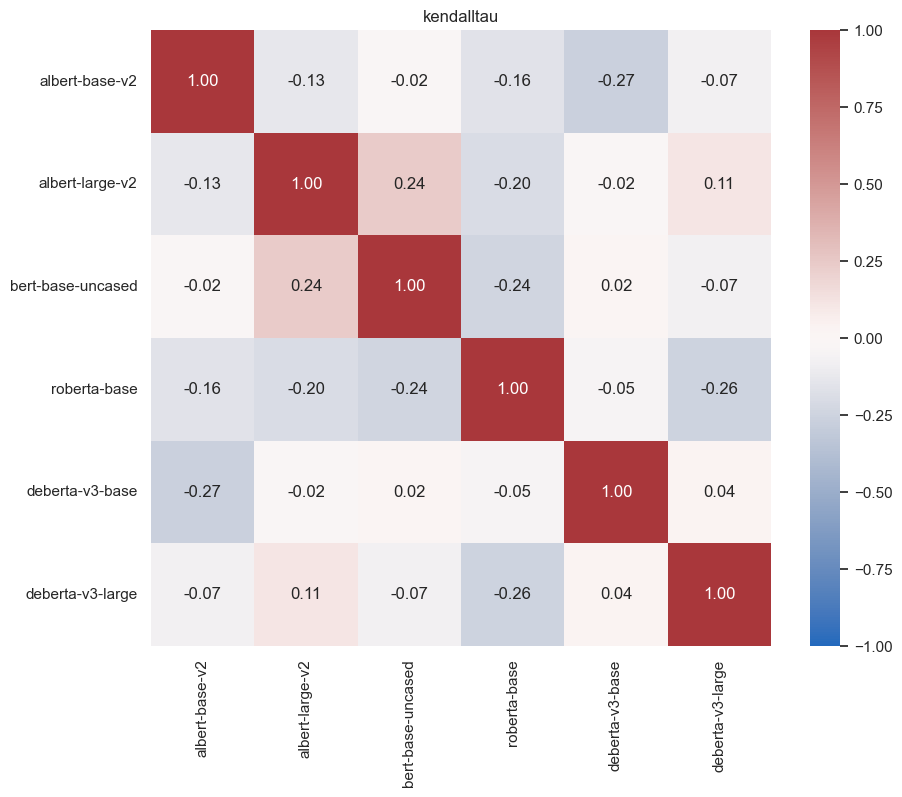 kendalltau
albert-base-v2 1.00 -0.13 -0.02 -0.16 -0.27 -0.07
albert-large-v2 -0.13 1.00 0.24 -0.20 -0.02 0.11
bert-base-uncased -0.02 0.24 1.00 -0.24 0.02 -0.07
roberta-base -0.16 -0.20 -0.24 1.00 -0.05 -0.26
deberta-v3-base -0.27 -0.02 0.02 -0.05 1.00 0.04
deberta-v3-large -0.07 0.11 -0.07 -0.26 0.04 1.00
albert-base-v2
albert-large-v2
bert-base-uncased
roberta-base
deberta-v3-base
deberta-v3-large
1.00
0.75
0.50
0.25
0.00
−0.25
−0.50
−0.75
−1.00